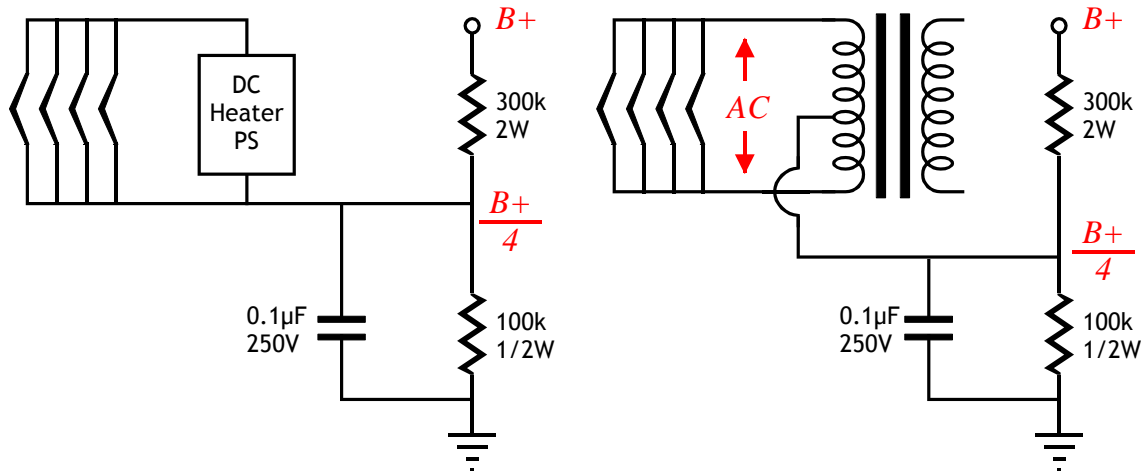 B+
DC
Heater
PS
300k
2W
B+
4
0.1µF
250V
100k
1/2W
B+
AC
300k
2W
B+
4
0.1µF
250V
100k
1/2W